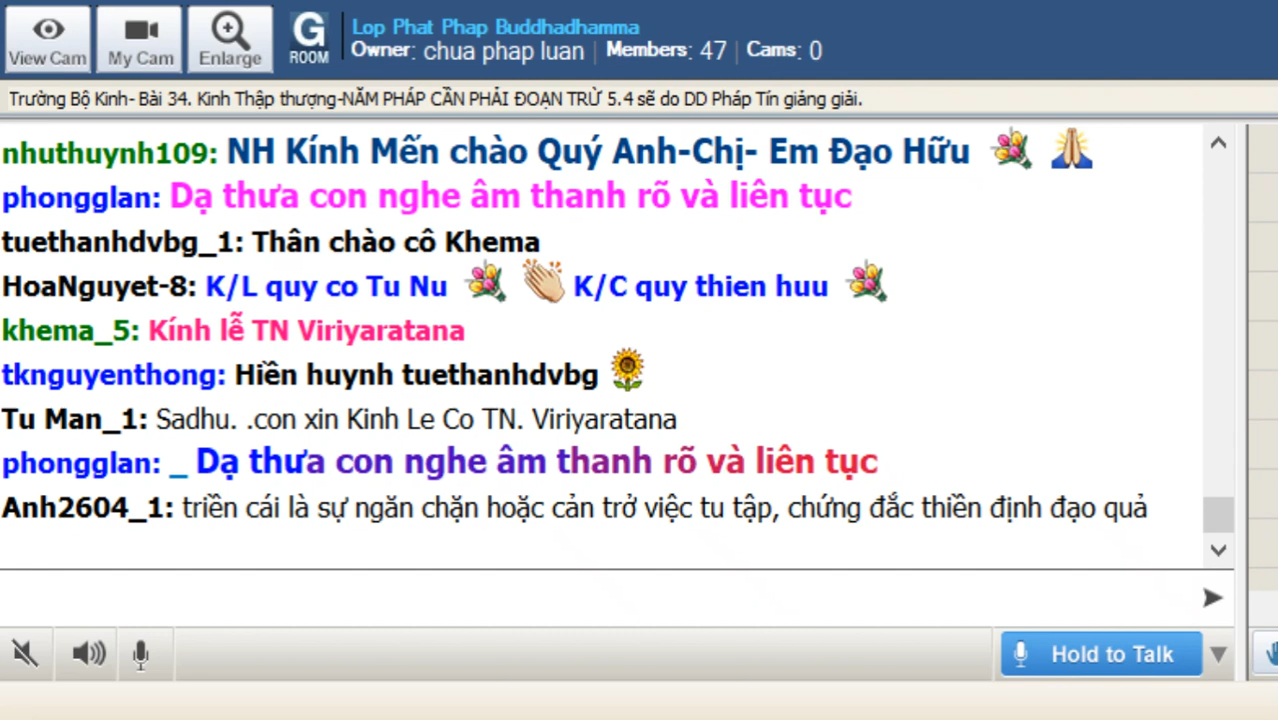 View Cam
My Cam
Enlarge
G
ROOM
Lop Phat Phap Buddhadhamma
Owner: chua phap luan | Members: 47 | Cams: 0
Trường Bộ Kinh- Bài 34. Kinh Thập thượng-NĂM PHÁP CẦN PHẢI ĐOẠN TRỪ 5.4 sẽ do DD Pháp Tín giảng giải.
nhuthuynh109: NH Kính Mến chào Quý Anh-Chị- Em Đạo Hữu
phongglan: Dạ thưa con nghe âm thanh rõ và liên tục
tuethanhdvbg_1: Thân chào cô Khema
HoaNguyet-8: K/L quy co Tu Nu K/C quy thien huu
khema_5: Kính lễ TN Viriyaratana
tknguyenthong: Hiền huynh tuethanhdvbg
Tu Man_1: Sadhu. .con xin Kinh Le Co TN. Viriyaratana
phongglan: _ Dạ thưa con nghe âm thanh rõ và liên tục
Anh2604_1: triền cái là sự ngăn chặn hoặc cản trở việc tu tập, chứng đắc thiền định đạo quả
Hold to Talk